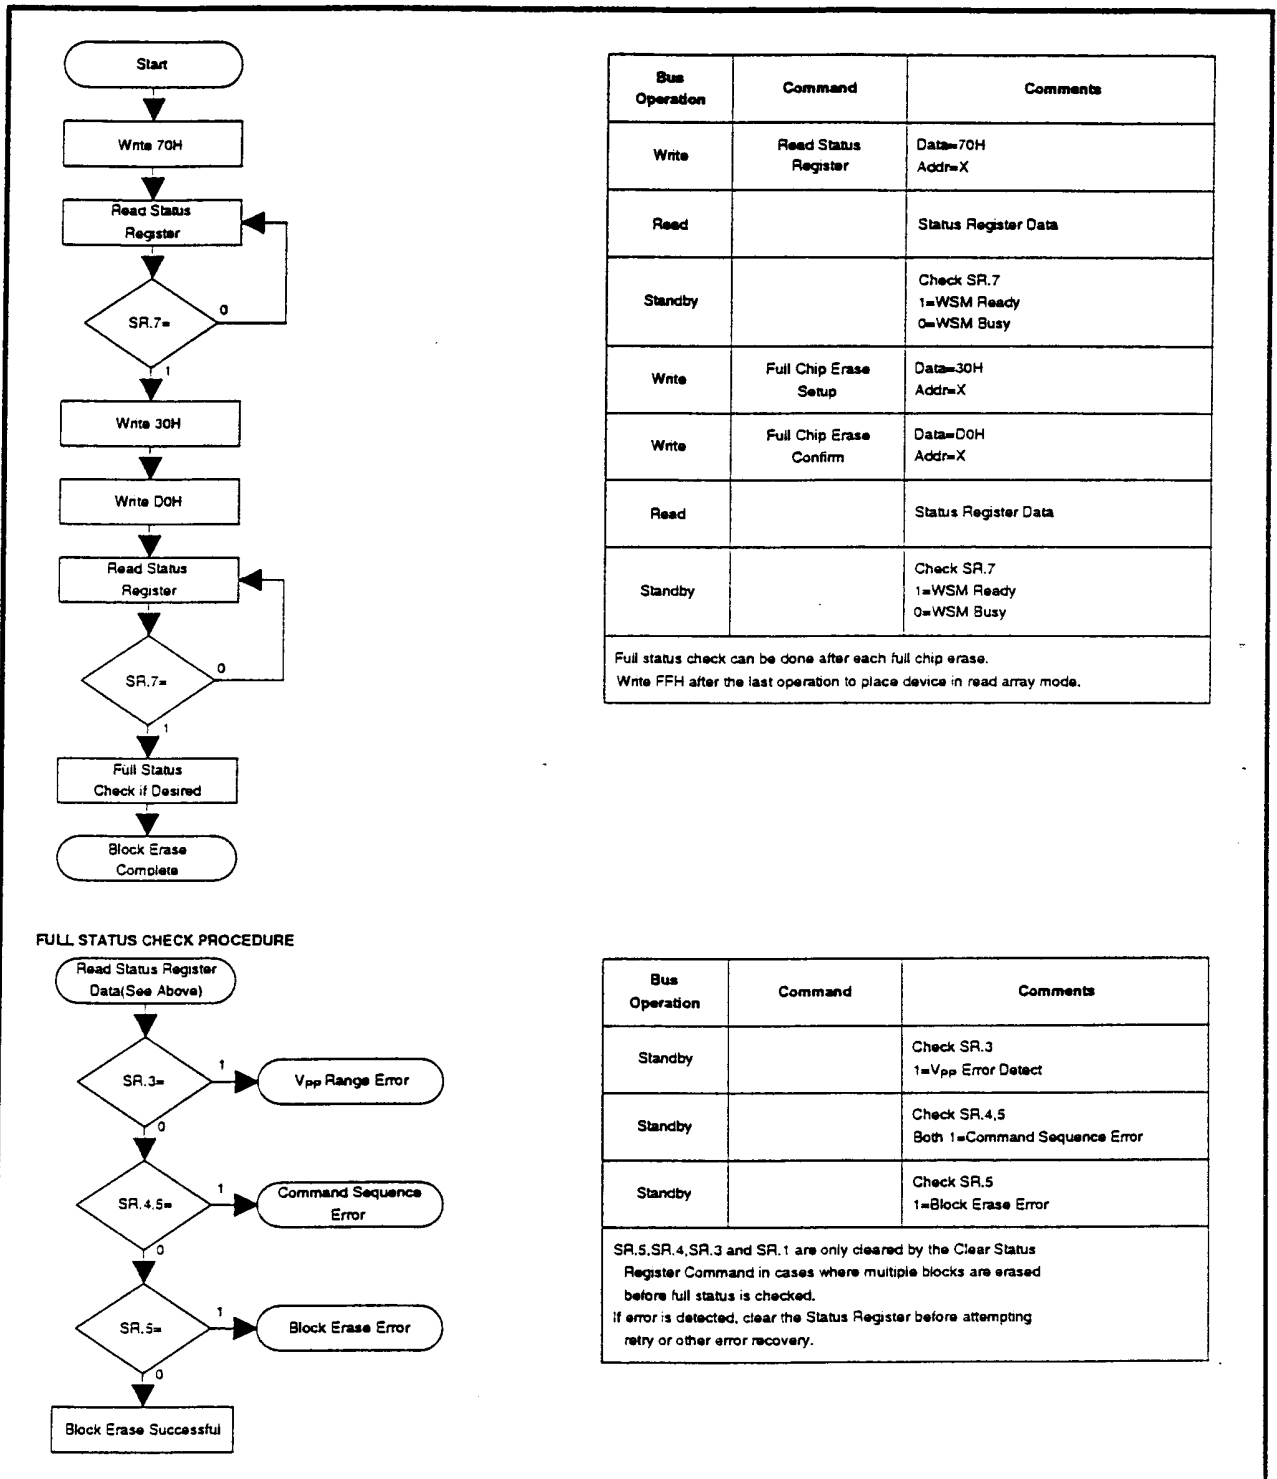 Start
Write 70H
Read Status
Register
SR.7=
0
1
Write 30H
Write D0H
Read Status
Register
SR.7=
0
1
Full Status
Check if Desired
Block Erase
Complete
Bus
Operation
Command
Comments
Write
Read Status
Register
Data=70H
Addr=X
Read
Status Register Data
Standby
Check SR.7
1=WSM Ready
0=WSM Busy
Write
Full Chip Erase
Setup
Data=30H
Addr=X
Write
Full Chip Erase
Confirm
Data=D0H
Addr=X
Read
Status Register Data
Standby
Check SR.7
1=WSM Ready
0=WSM Busy
Full status check can be done after each full chip erase.
Write FFH after the last operation to place device in read array mode.
FULL STATUS CHECK PROCEDURE
Read Status Register
Data(See Above)
SR.3=
1
VPP Range Error
0
SR.4,5=
1
Command Sequence
Error
0
SR.5=
1
Block Erase Error
0
Block Erase Successful
Bus
Operation
Command
Comments
Standby
Check SR.3
1=VPP Error Detect
Standby
Check SR.4,5
Both 1=Command Sequence Error
Standby
Check SR.5
1=Block Erase Error
SR.5,SR.4,SR.3 and SR.1 are only cleared by the Clear Status
Register Command in cases where multiple blocks are erased
before full status is checked.
If error is detected, clear the Status Register before attempting
retry or other error recovery.